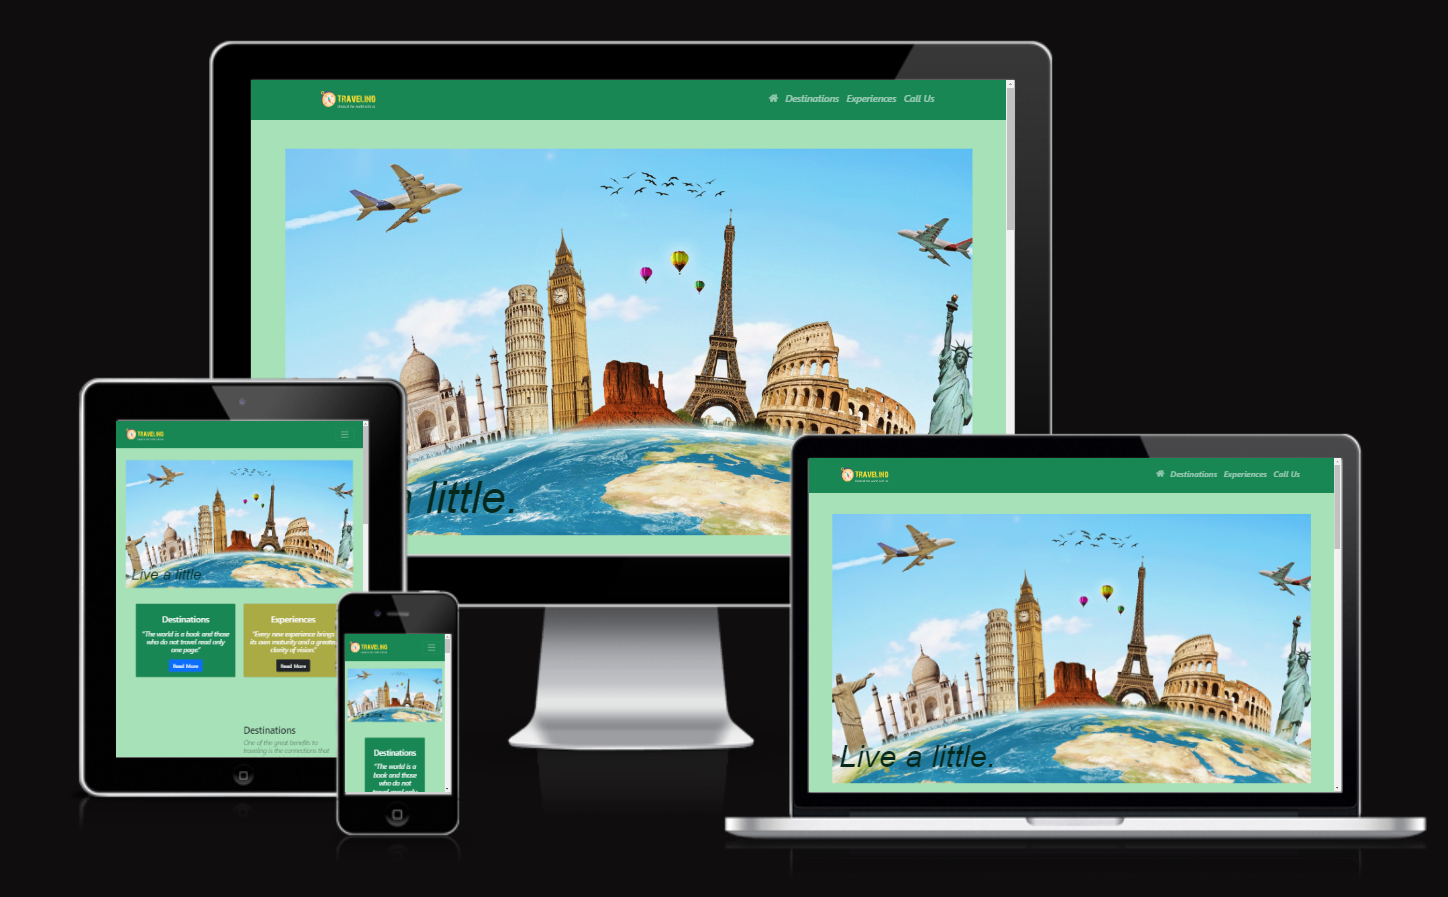 TRAVELING
Destinations Experiences Call Us
a little.
TRAVELING
Live a little.
Destinations
"The world is a book and those
who do not travel read only
one page."
Read More
Experiences
"Every new experience brings
its own maturity and a greater
clarity of vision."
Read More
Destinations
One of the great benefits to
traveling is the connections that
TRAVELING
Destinations
"The world is a
book and those
who do not
travel read only
TRAVELING
Destinations Experiences Call Us
Live a little.